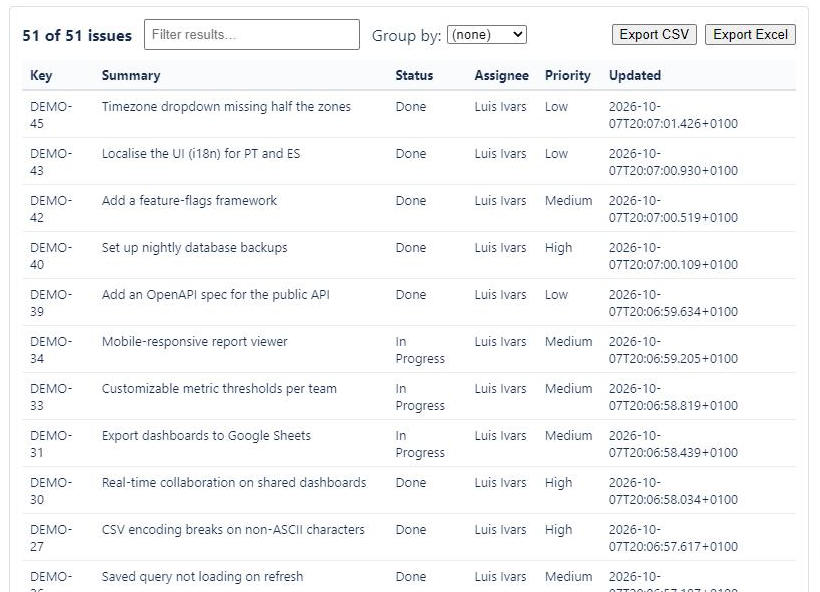 51 of 51 issues Filter results... Group by: (none) Export CSV Export Excel
Key Summary Status Assignee Priority Updated
DEMO-45 Timezone dropdown missing half the zones Done Luis Ivars Low 2026-10-07T20:07:01.426+0100
DEMO-43 Localise the UI (i18n) for PT and ES Done Luis Ivars Low 2026-10-07T20:07:00.930+0100
DEMO-42 Add a feature-flags framework Done Luis Ivars Medium 2026-10-07T20:07:00.519+0100
DEMO-40 Set up nightly database backups Done Luis Ivars High 2026-10-07T20:07:00.109+0100
DEMO-39 Add an OpenAPI spec for the public API Done Luis Ivars Low 2026-10-07T20:06:59.634+0100
DEMO-34 Mobile-responsive report viewer In Progress Luis Ivars Medium 2026-10-07T20:06:59.205+0100
DEMO-33 Customizable metric thresholds per team In Progress Luis Ivars Medium 2026-10-07T20:06:58.819+0100
DEMO-31 Export dashboards to Google Sheets In Progress Luis Ivars Medium 2026-10-07T20:06:58.439+0100
DEMO-30 Real-time collaboration on shared dashboards Done Luis Ivars High 2026-10-07T20:06:58.034+0100
DEMO-27 CSV encoding breaks on non-ASCII characters Done Luis Ivars High 2026-10-07T20:06:57.617+0100
DEMO- Saved query not loading on refresh Done Luis Ivars Medium 2026-10-